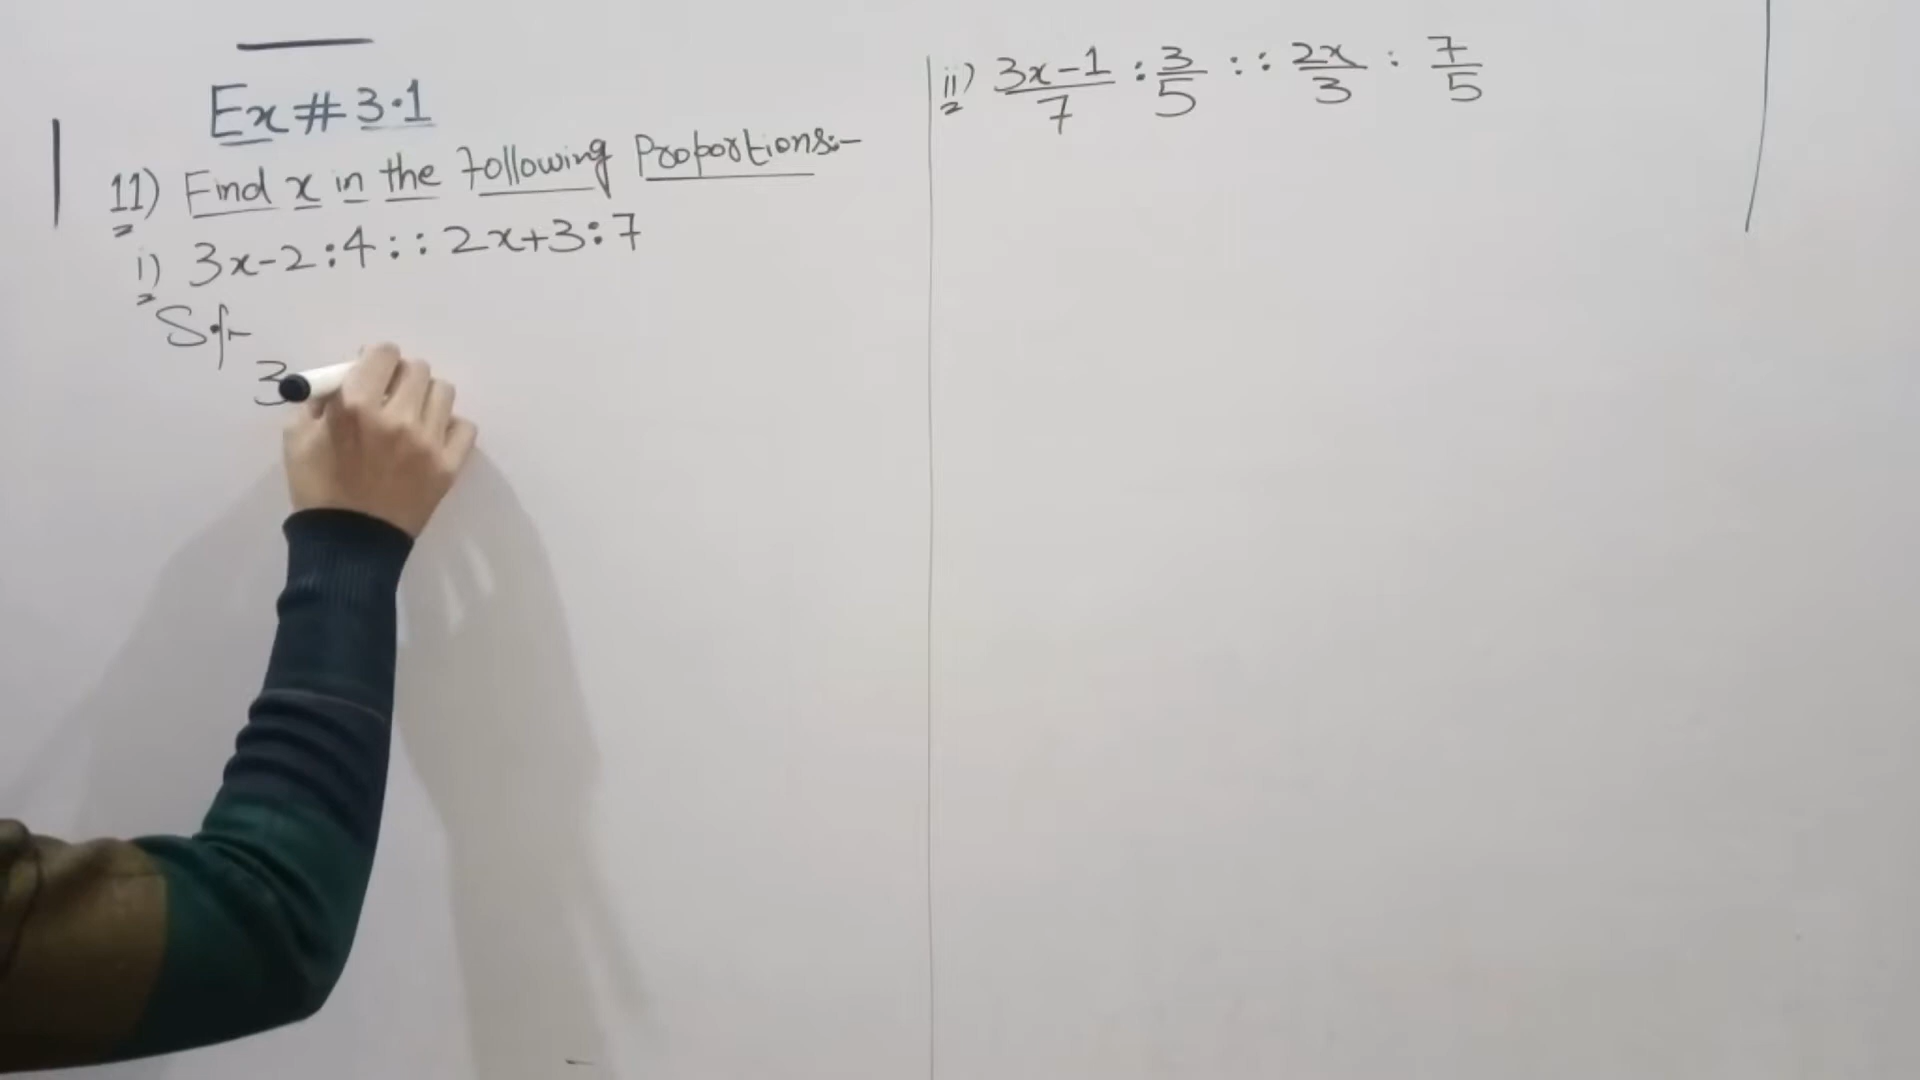 Ex # 3.1
11) Find x in the following Proportions:-
i) 3x-2:4::2x+3:7
Sol:-
3
ii) (3x-1)/7 : 3/5 :: 2x/3 : 7/5